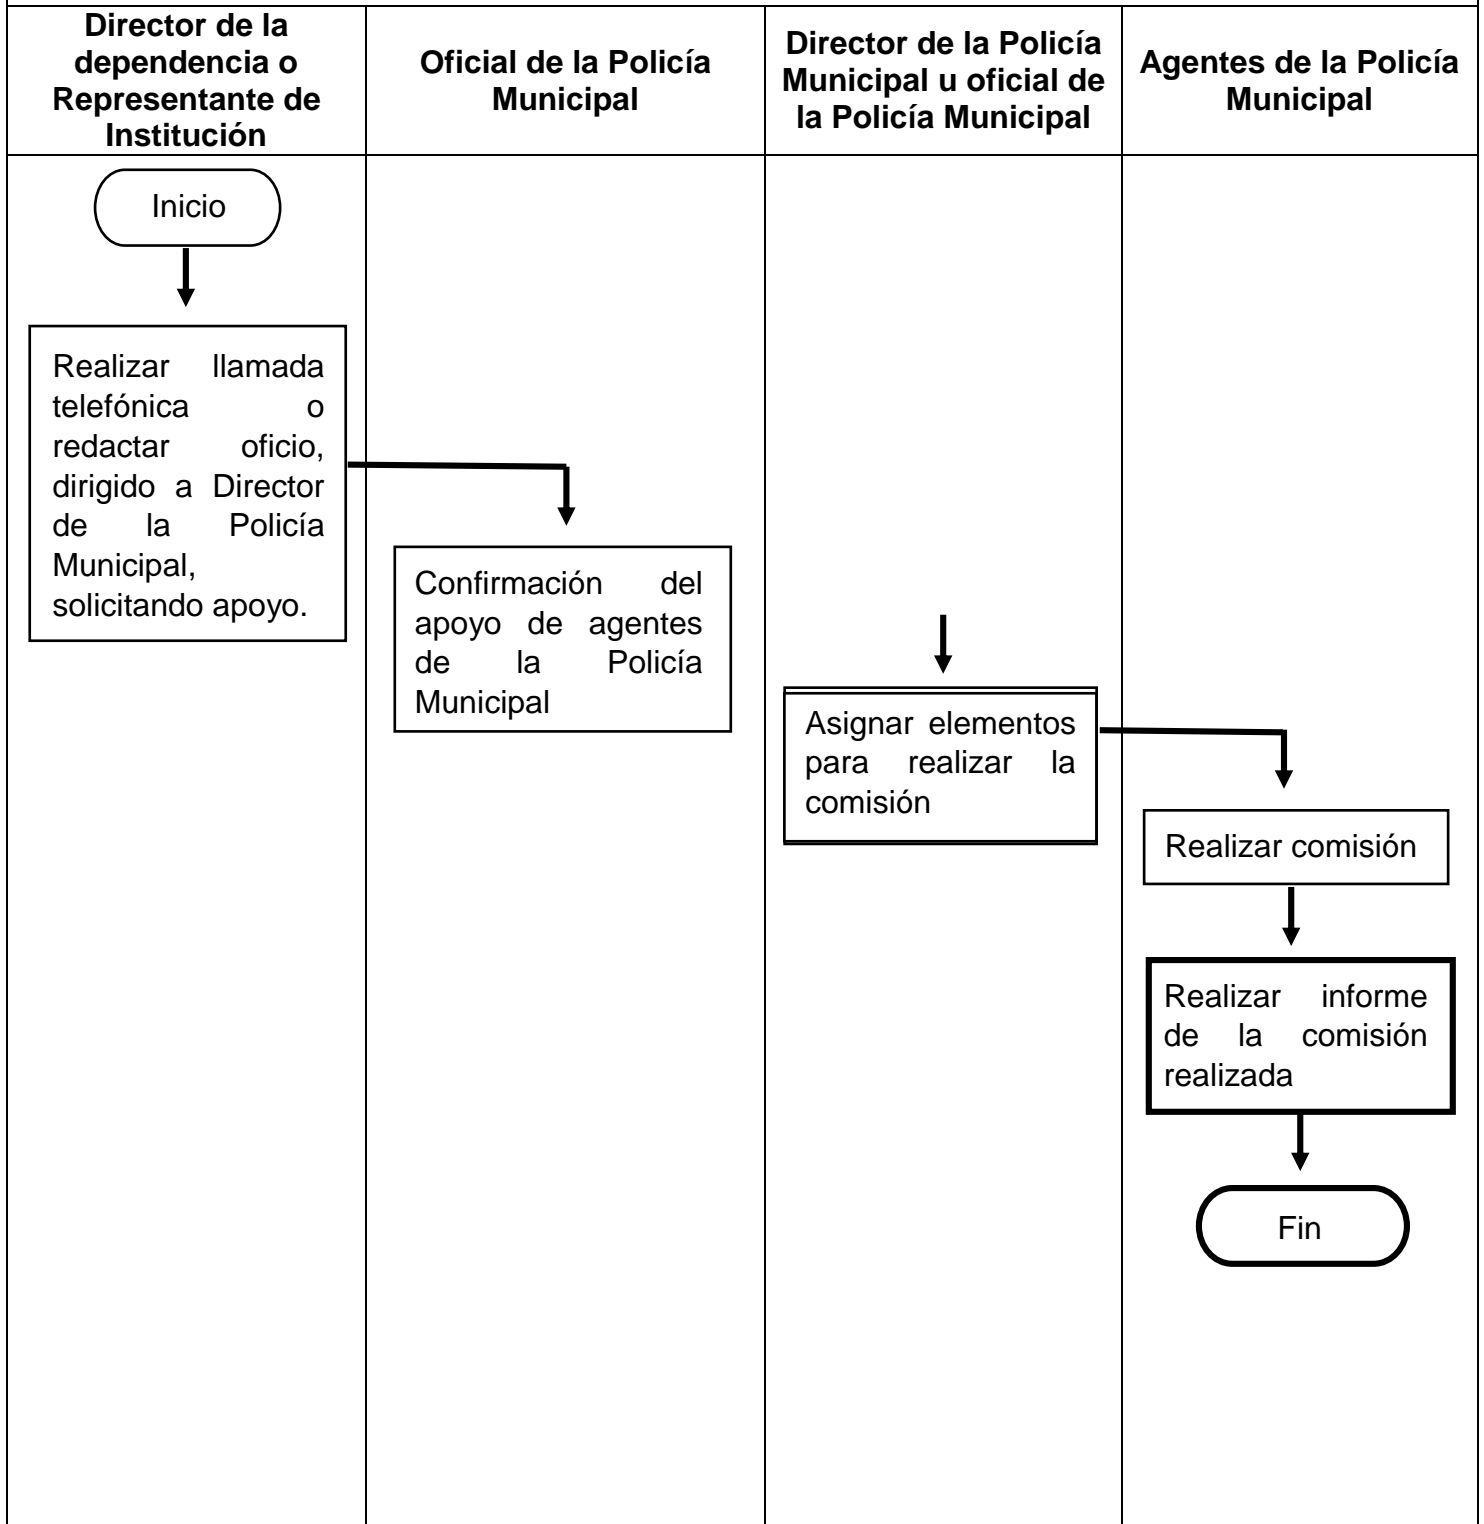 Director de la
dependencia o
Representante de
Institución
Oficial de la Policía
Municipal
Director de la Policía
Municipal u oficial de
la Policía Municipal
Agentes de la Policía
Municipal
Inicio
Realizar llamada
telefónica o
redactar oficio,
dirigido a Director
de la Policía
Municipal,
solicitando apoyo.
Confirmación del
apoyo de agentes
de la Policía
Municipal
Asignar elementos
para realizar la
comisión
Realizar comisión
Realizar informe
de la comisión
realizada
Fin